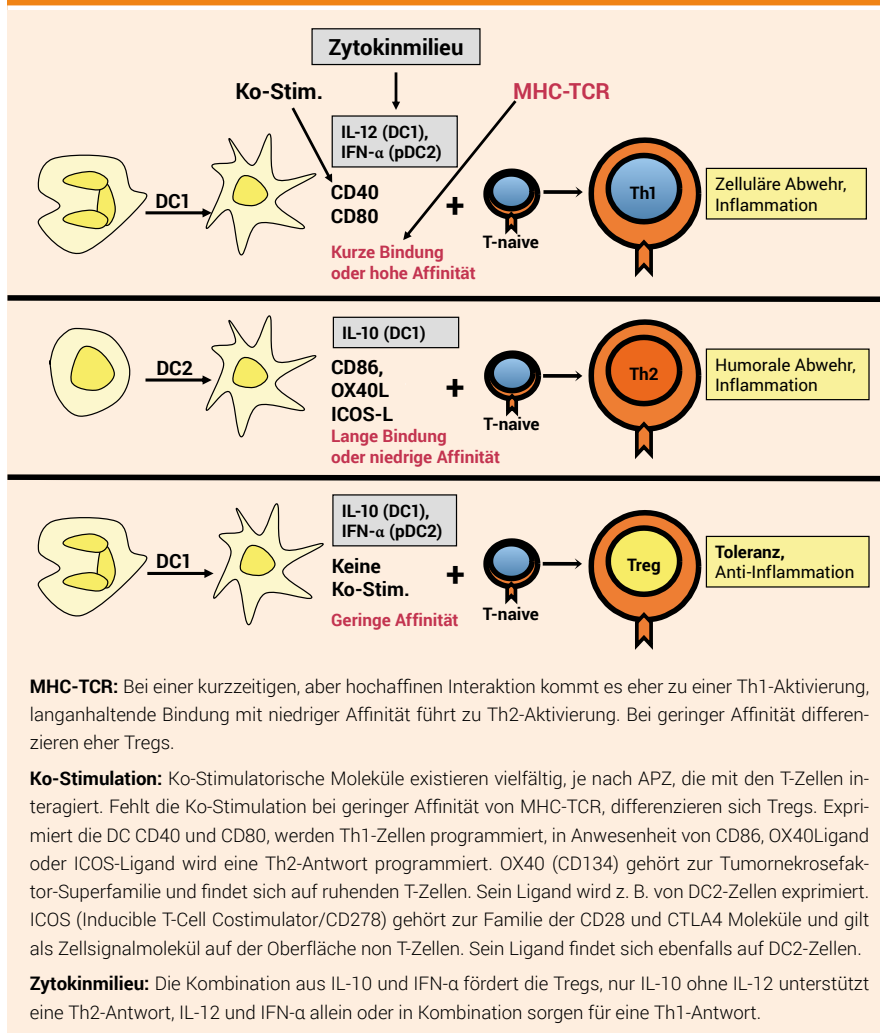 Zytokinmilieu
Ko-Stim.
MHC-TCR
IL-12 (DC1),
IFN-α (pDC2)
DC1
CD40
CD80
+
T-naive
Th1
Zelluläre Abwehr,
Inflammation
Kurze Bindung
oder hohe Affinität
IL-10 (DC1)
DC2
CD86,
OX40L
ICOS-L
+
T-naive
Th2
Humorale Abwehr,
Inflammation
Lange Bindung
oder niedrige Affinität
IL-10 (DC1),
IFN-α (pDC2)
DC1
Keine
Ko-Stim.
+
T-naive
Treg
Toleranz,
Anti-Inflammation
Geringe Affinität
MHC-TCR: Bei einer kurzzeitigen, aber hochaffinen Interaktion kommt es eher zu einer Th1-Aktivierung,
langanhaltende Bindung mit niedriger Affinität führt zu Th2-Aktivierung. Bei geringer Affinität differen-
zieren eher Tregs.
Ko-Stimulation: Ko-Stimulatorische Moleküle existieren vielfältig, je nach APZ, die mit den T-Zellen in-
teragiert. Fehlt die Ko-Stimulation bei geringer Affinität von MHC-TCR, differenzieren sich Tregs. Expri-
miert die DC CD40 und CD80, werden Th1-Zellen programmiert, in Anwesenheit von CD86, OX40Ligand
oder ICOS-Ligand wird eine Th2-Antwort programmiert. OX40 (CD134) gehört zur Tumornekrosefak-
tor-Superfamilie und findet sich auf ruhenden T-Zellen. Sein Ligand wird z. B. von DC2-Zellen exprimiert.
ICOS (Inducible T-Cell Costimulator/CD278) gehört zur Familie der CD28 und CTLA4 Moleküle und gilt
als Zellsignalmolekül auf der Oberfläche non T-Zellen. Sein Ligand findet sich ebenfalls auf DC2-Zellen.
Zytokinmilieu: Die Kombination aus IL-10 und IFN-α fördert die Tregs, nur IL-10 ohne IL-12 unterstützt
eine Th2-Antwort, IL-12 und IFN-α allein oder in Kombination sorgen für eine Th1-Antwort.